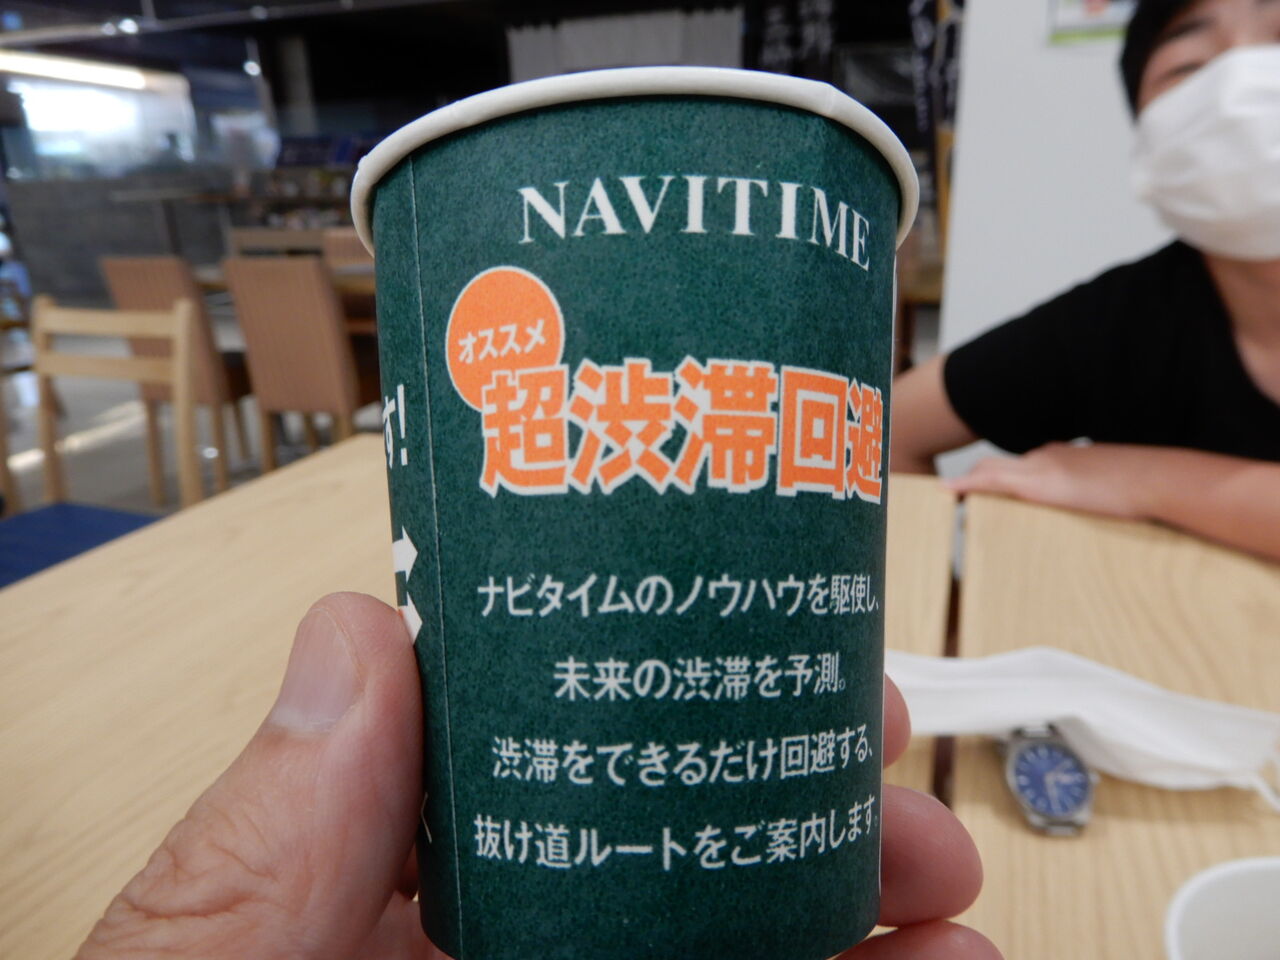 NAVITIME
オススメ
超渋滞回避
す!
ナビタイムのノウハウを駆使し、
未来の渋滞を予測。
渋滞をできるだけ回避する、
抜け道ルートをご案内します。